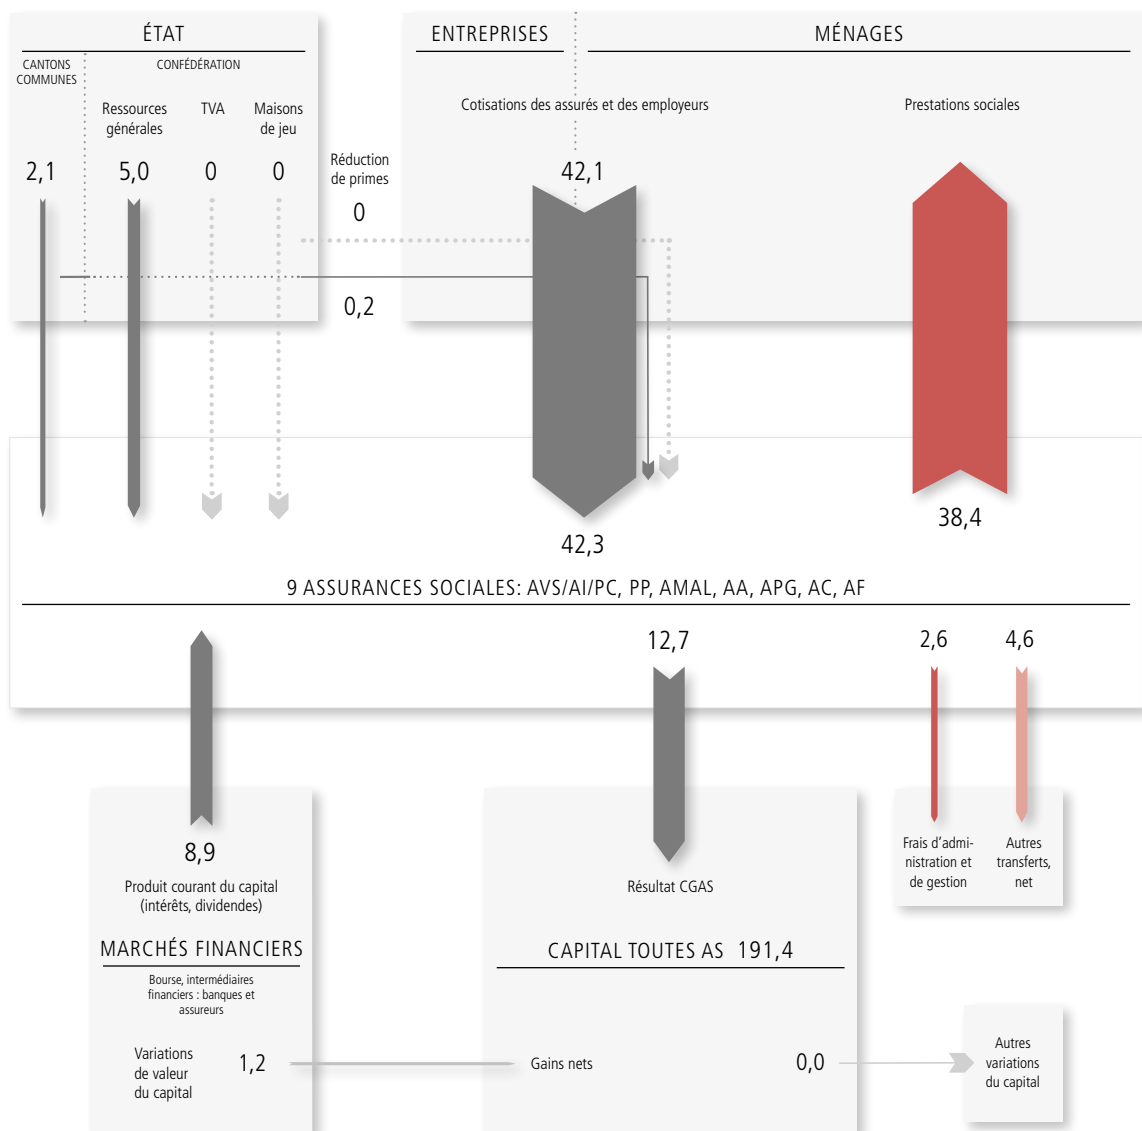 ÉTAT
CANTONS
COMMUNES
CONFÉDÉRATION
Ressources
générales
TVA
Maisons
de jeu
2,1
5,0
0
0
Réduction
de primes
0
0,2
ENTREPRISES
MÉNAGES
Cotisations des assurés et des employeurs
Prestations sociales
42,1
42,3
38,4
9 ASSURANCES SOCIALES: AVS/AI/PC, PP, AMAL, AA, APG, AC, AF
12,7
2,6
4,6
8,9
Produit courant du capital
(intérêts, dividendes)
MARCHÉS FINANCIERS
Bourse, intermédiaires
financiers : banques et
assureurs
Variations
de valeur
du capital
1,2
Résultat CGAS
CAPITAL TOUTES AS 191,4
Gains nets
0,0
Frais d'admi-
nistration et
de gestion
Autres
transferts,
net
Autres
variations
du capital